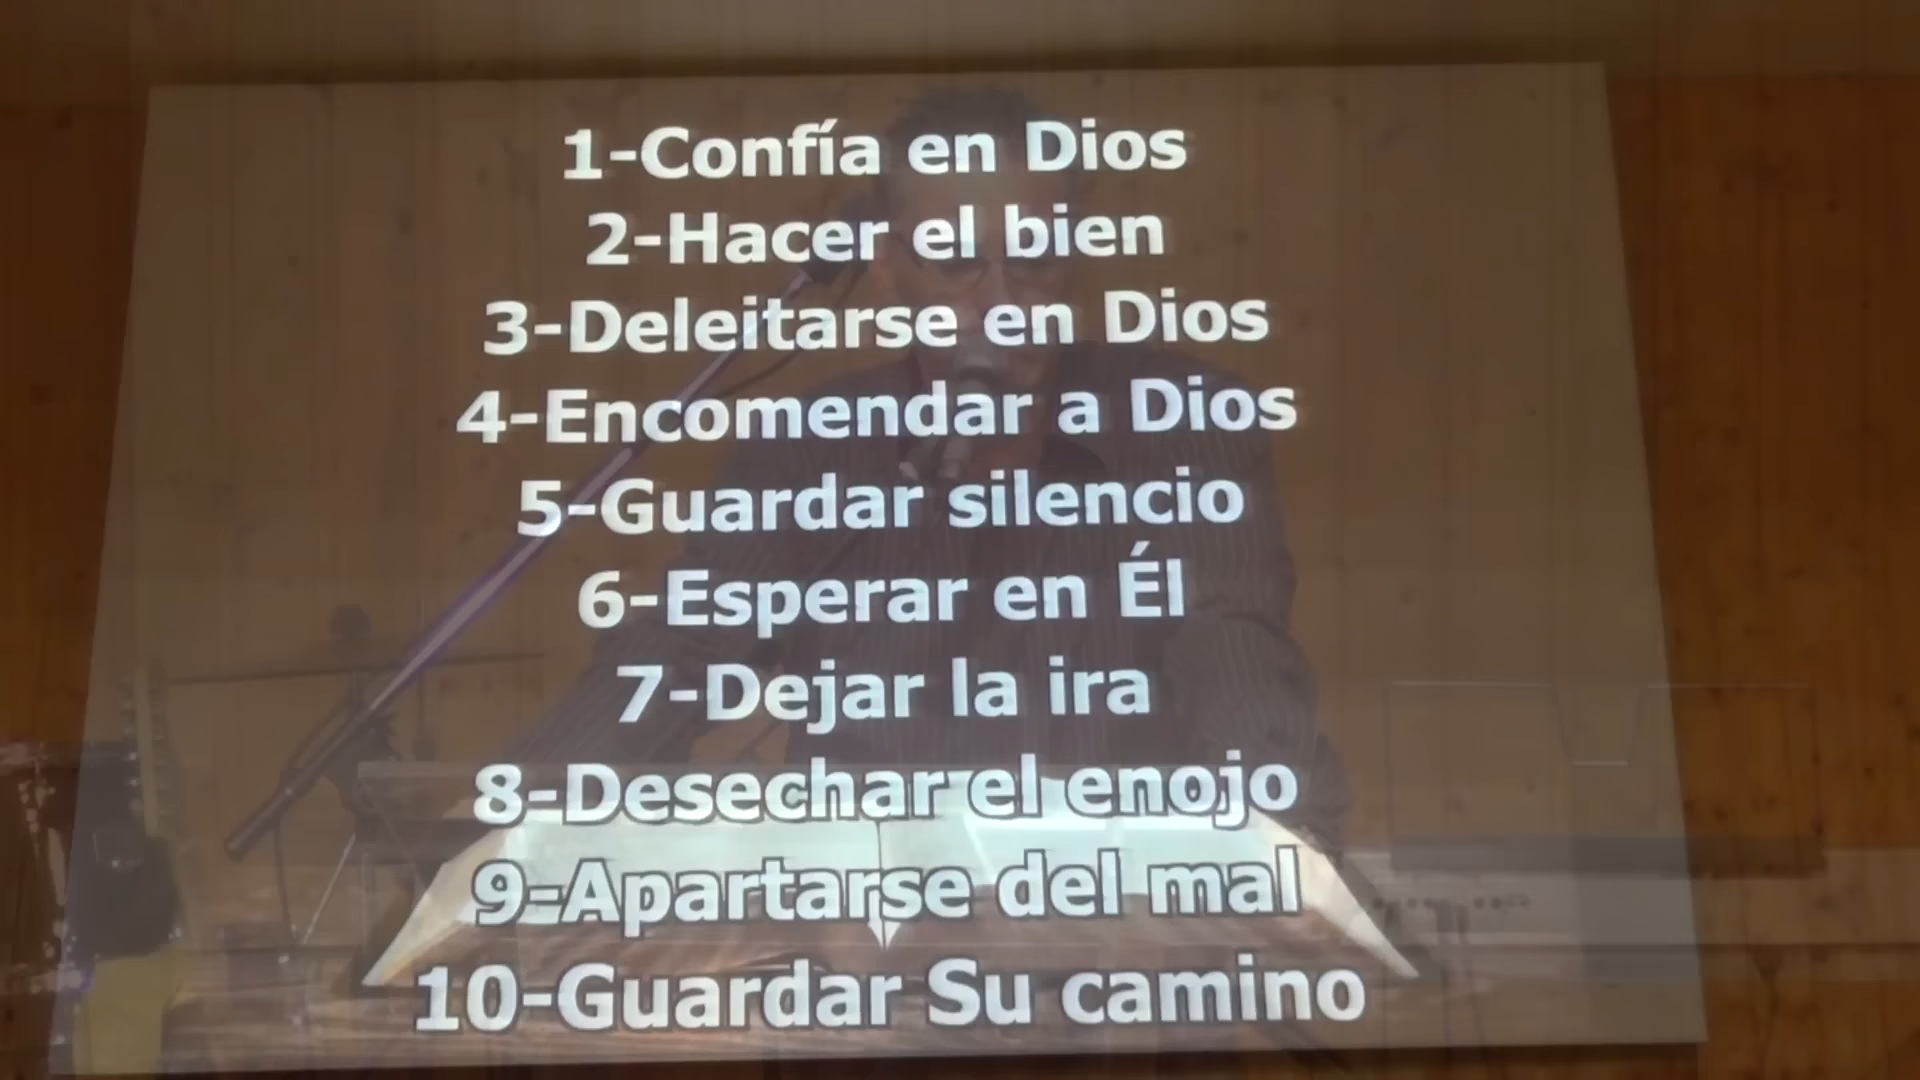 1-Confía en Dios
2-Hacer el bien
3-Deleitarse en Dios
4-Encomendar a Dios
5-Guardar silencio
6-Esperar en Él
7-Dejar la ira
8-Desechar el enojo
9-Apartarse del mal
10-Guardar Su camino